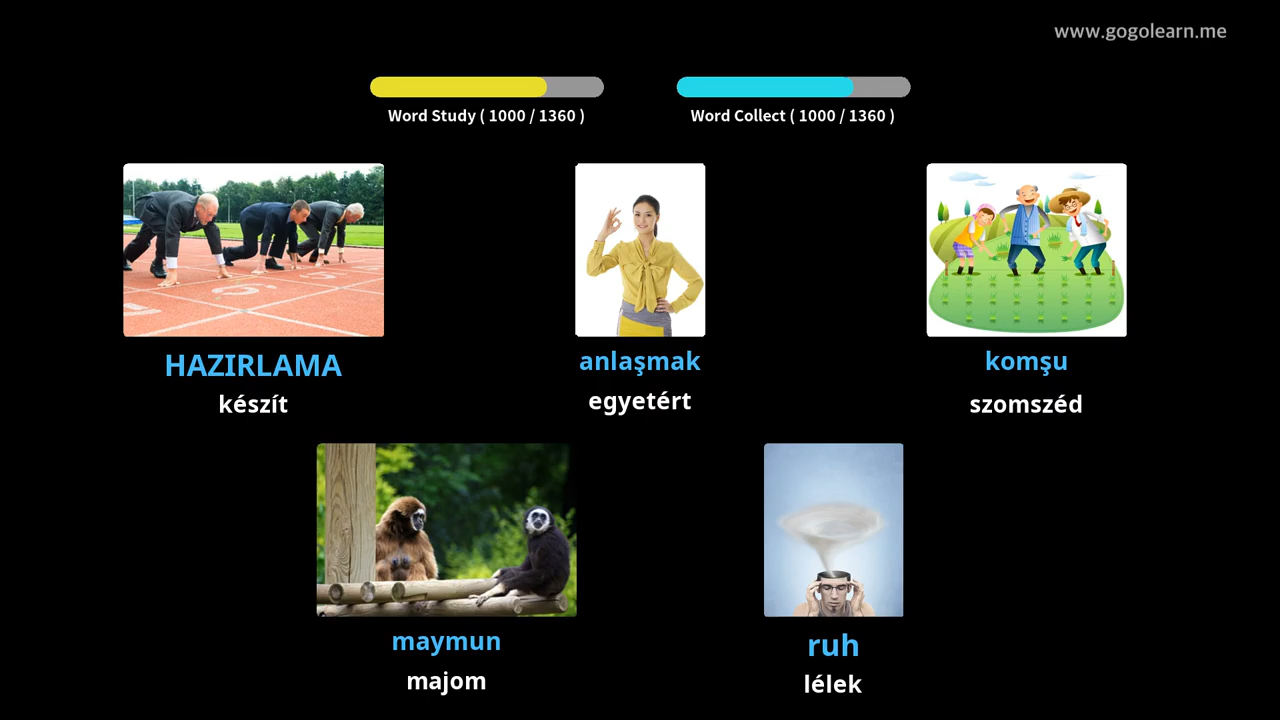 www.gogolearn.me
Word Study ( 1000 / 1360 )
Word Collect ( 1000 / 1360 )
HAZIRLAMA
készít
anlaşmak
egyetért
komşu
szomszéd
maymun
majom
ruh
lélek